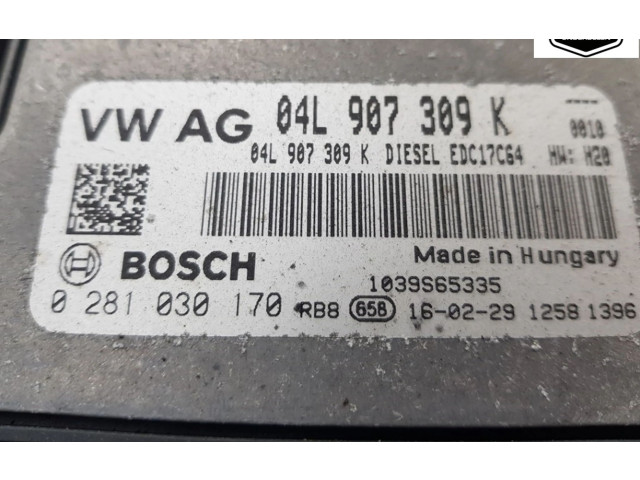 VW AG 04L 907 309 K ----
0010
04L 907 309 K DIESEL EDC17C64 HW: H20
Made in Hungary
BOSCH 1039S65335
0 281 030 170 RB8 65B 16-02-29 1258 1396